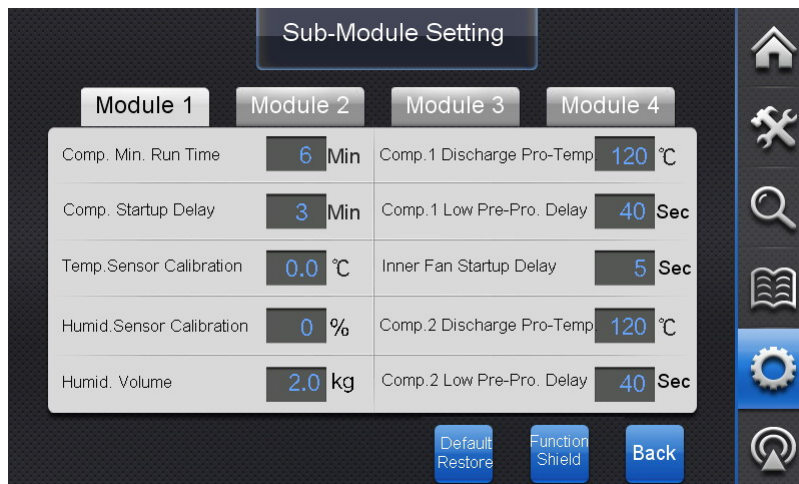 Sub-Module Setting
Module 1 Module 2 Module 3 Module 4
Comp. Min. Run Time 6 Min Comp.1 Discharge Pro-Temp. 120 ℃
Comp. Startup Delay 3 Min Comp.1 Low Pre-Pro. Delay 40 Sec
Temp.Sensor Calibration 0.0 ℃ Inner Fan Startup Delay 5 Sec
Humid.Sensor Calibration 0 % Comp.2 Discharge Pro-Temp. 120 ℃
Humid. Volume 2.0 kg Comp.2 Low Pre-Pro. Delay 40 Sec
Default Function Back
Restore Shield